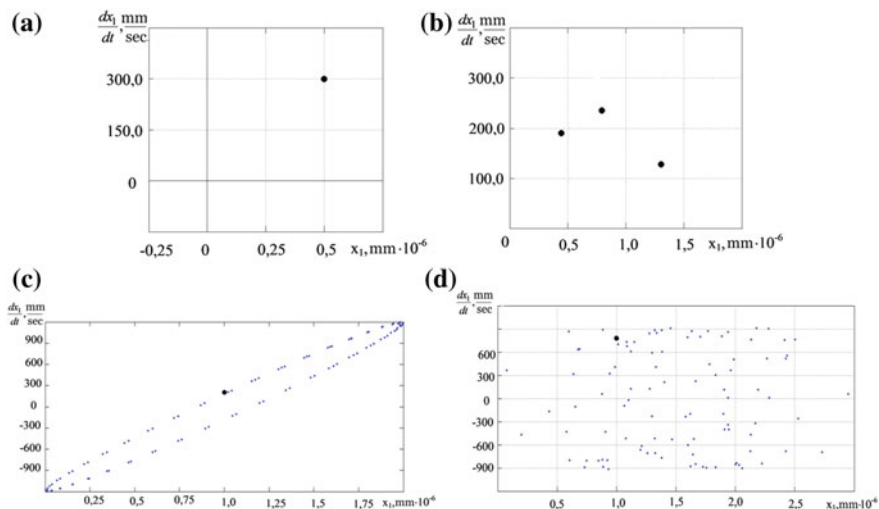 (a)
dx₁/dt, mm/sec
300,0
150,0
0
-0,25 0 0,25 0,5 x₁, mm·10⁻⁶
(b)
dx₁/dt, mm/sec
300,0
200,0
100,0
0 0,5 1,0 1,5 x₁, mm·10⁻⁶
(c)
dx₁/dt, mm/sec
900
600
300
0
-300
-600
-900
0,25 0,5 0,75 1,0 1,25 1,5 1,75 x₁, mm·10⁻⁶
(d)
dx₁/dt, mm/sec
600
300
0
-300
-600
-900
0,5 1,0 1,5 2,0 2,5 x₁, mm·10⁻⁶